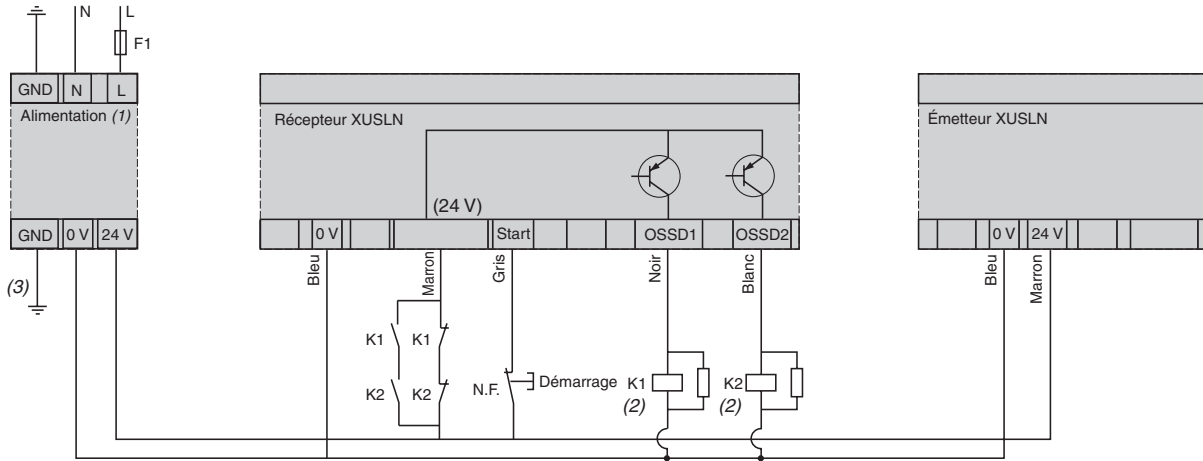 N L
F1
GND N L
Alimentation (1)
Récepteur XUSLN
Émetteur XUSLN
(24 V)
GND 0 V 24 V
0 V
Start
OSSD1
OSSD2
0 V 24 V
(3)
Bleu
Marron
Gris
Noir
Blanc
Bleu
Marron
K1 K1
K2 K2
N.F.
Démarrage
K1
(2)
K2
(2)